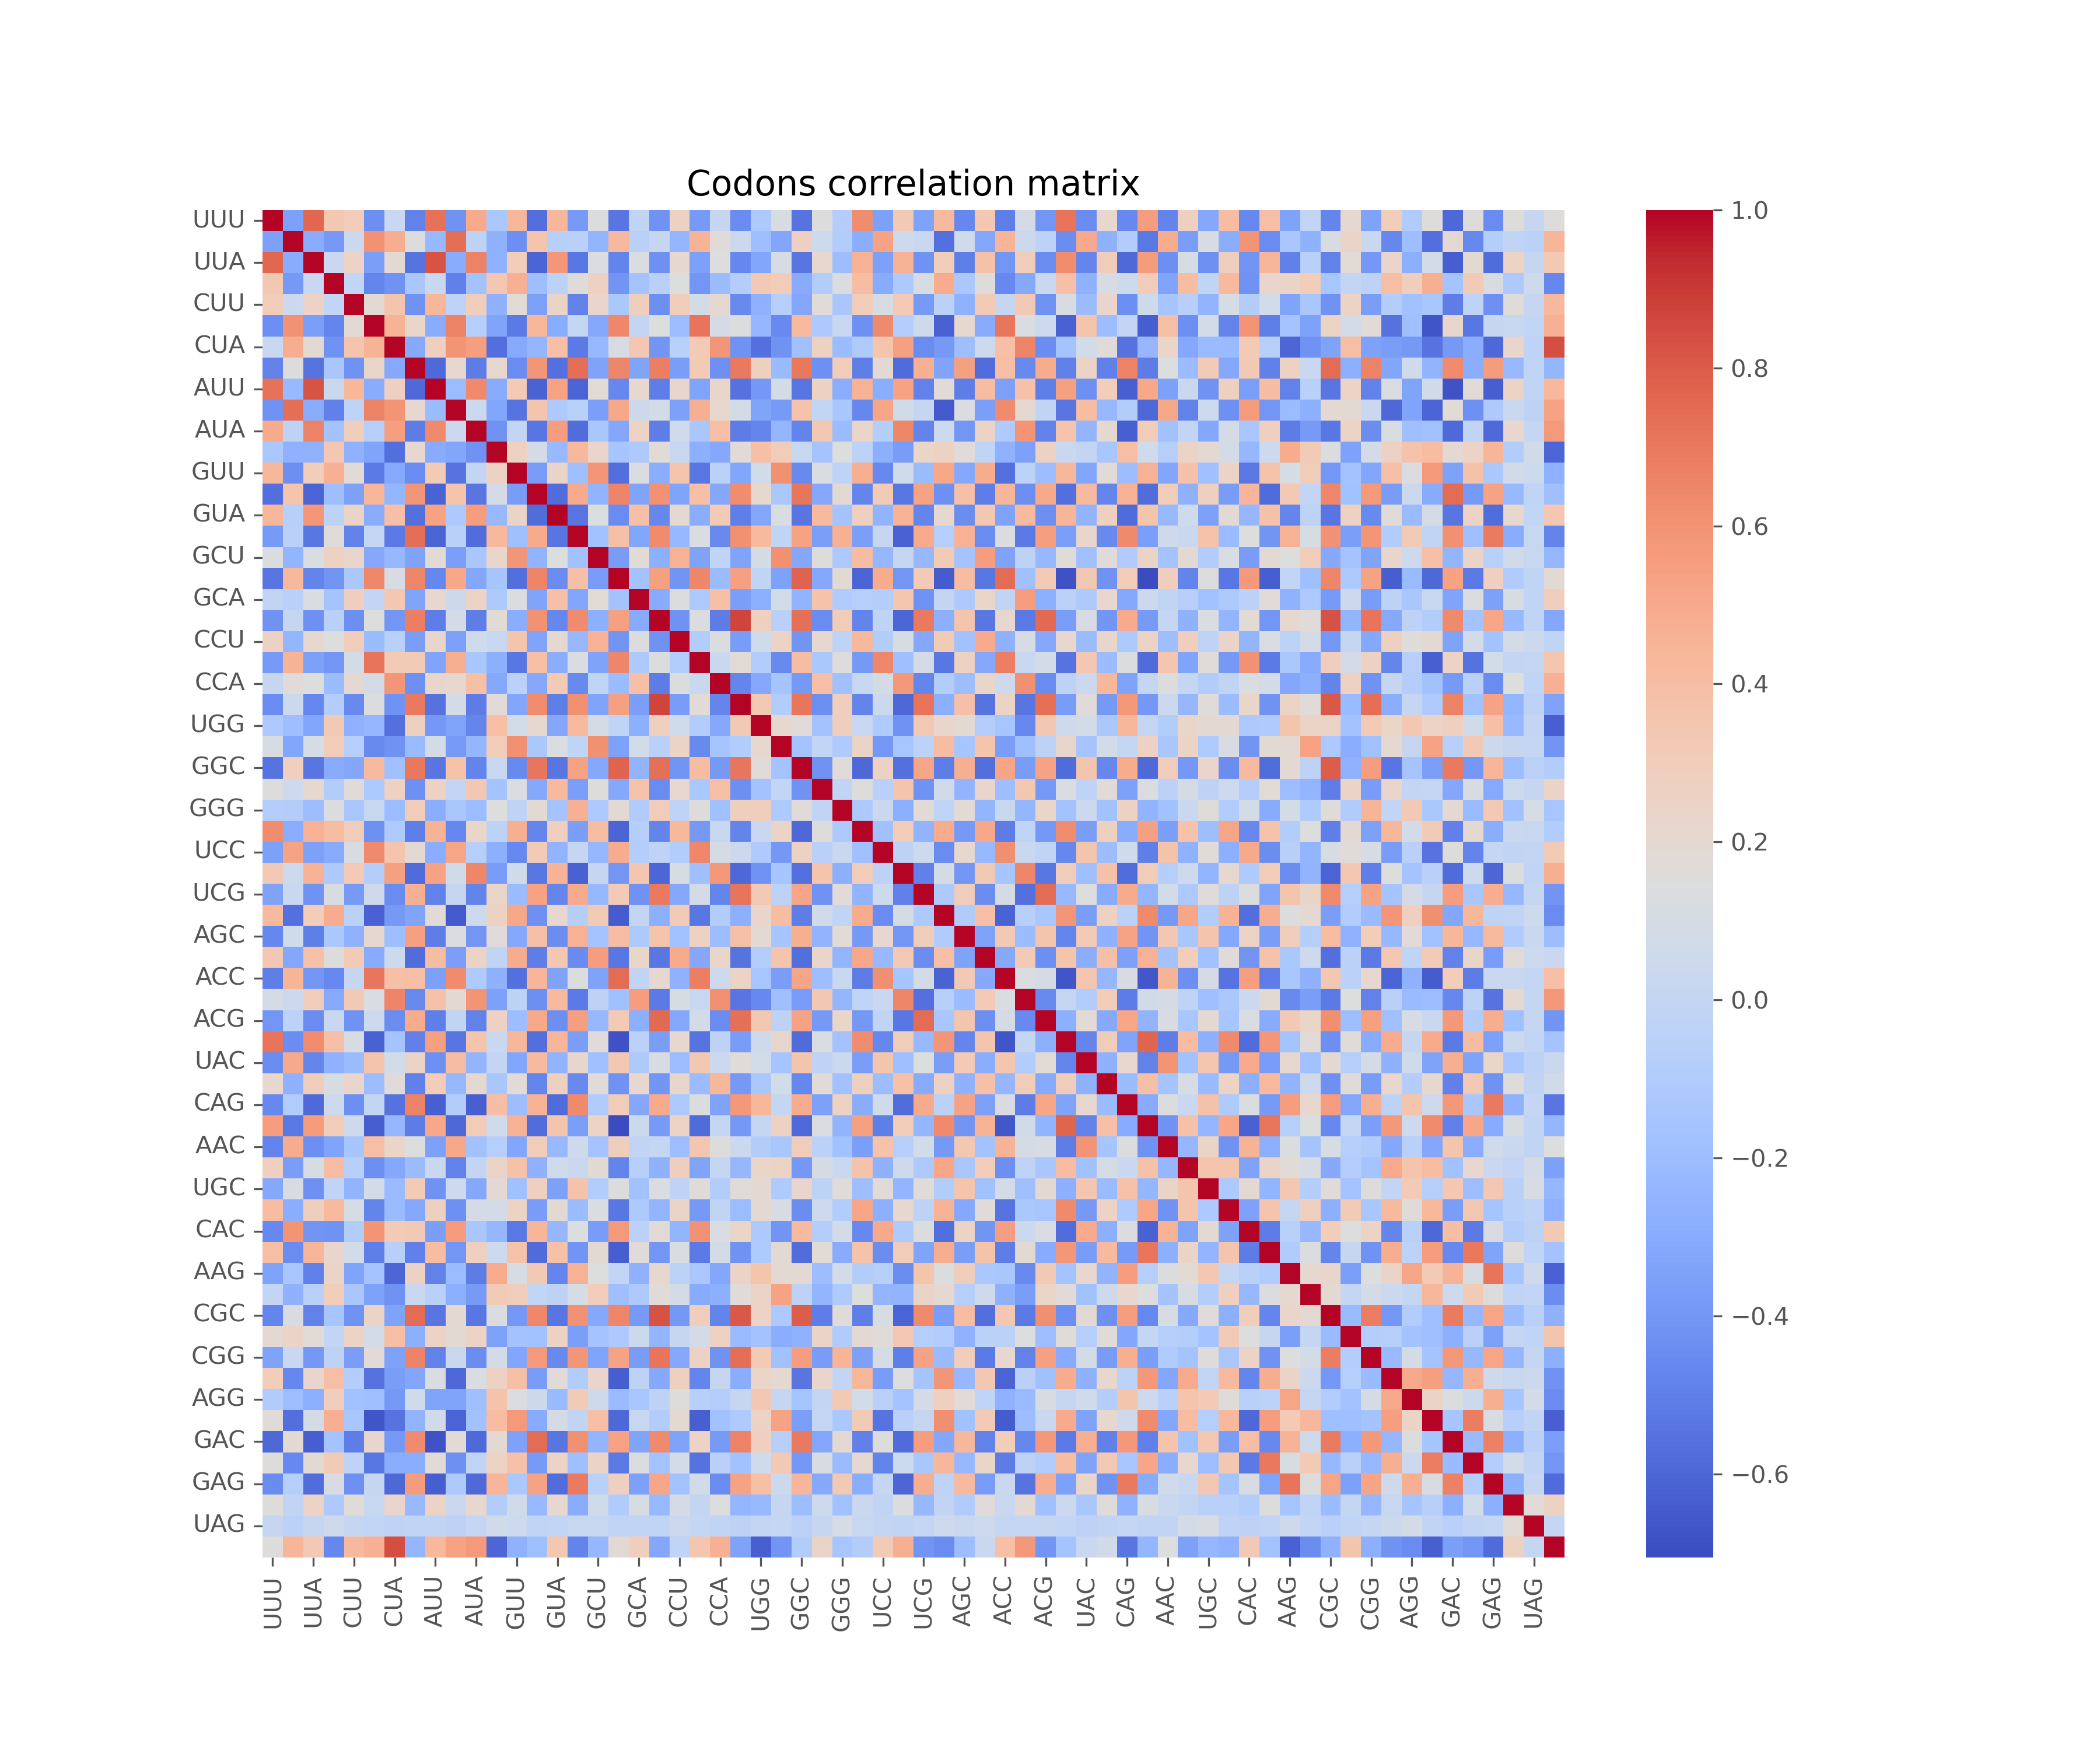 Codons correlation matrix
UUU
UUA
CUU
CUA
AUU
AUA
GUU
GUA
GCU
GCA
CCU
CCA
UGG
GGC
GGG
UCC
UCG
AGC
ACC
ACG
UAC
CAG
AAC
UGC
CAC
AAG
CGC
CGG
AGG
GAC
GAG
UAG
UUU
UUA
CUU
CUA
AUU
AUA
GUU
GUA
GCU
GCA
CCU
CCA
UGG
GGC
GGG
UCC
UCG
AGC
ACC
ACG
UAC
CAG
AAC
UGC
CAC
AAG
CGC
CGG
AGG
GAC
GAG
UAG
1.0
0.8
0.6
0.4
0.2
0.0
−0.2
−0.4
−0.6